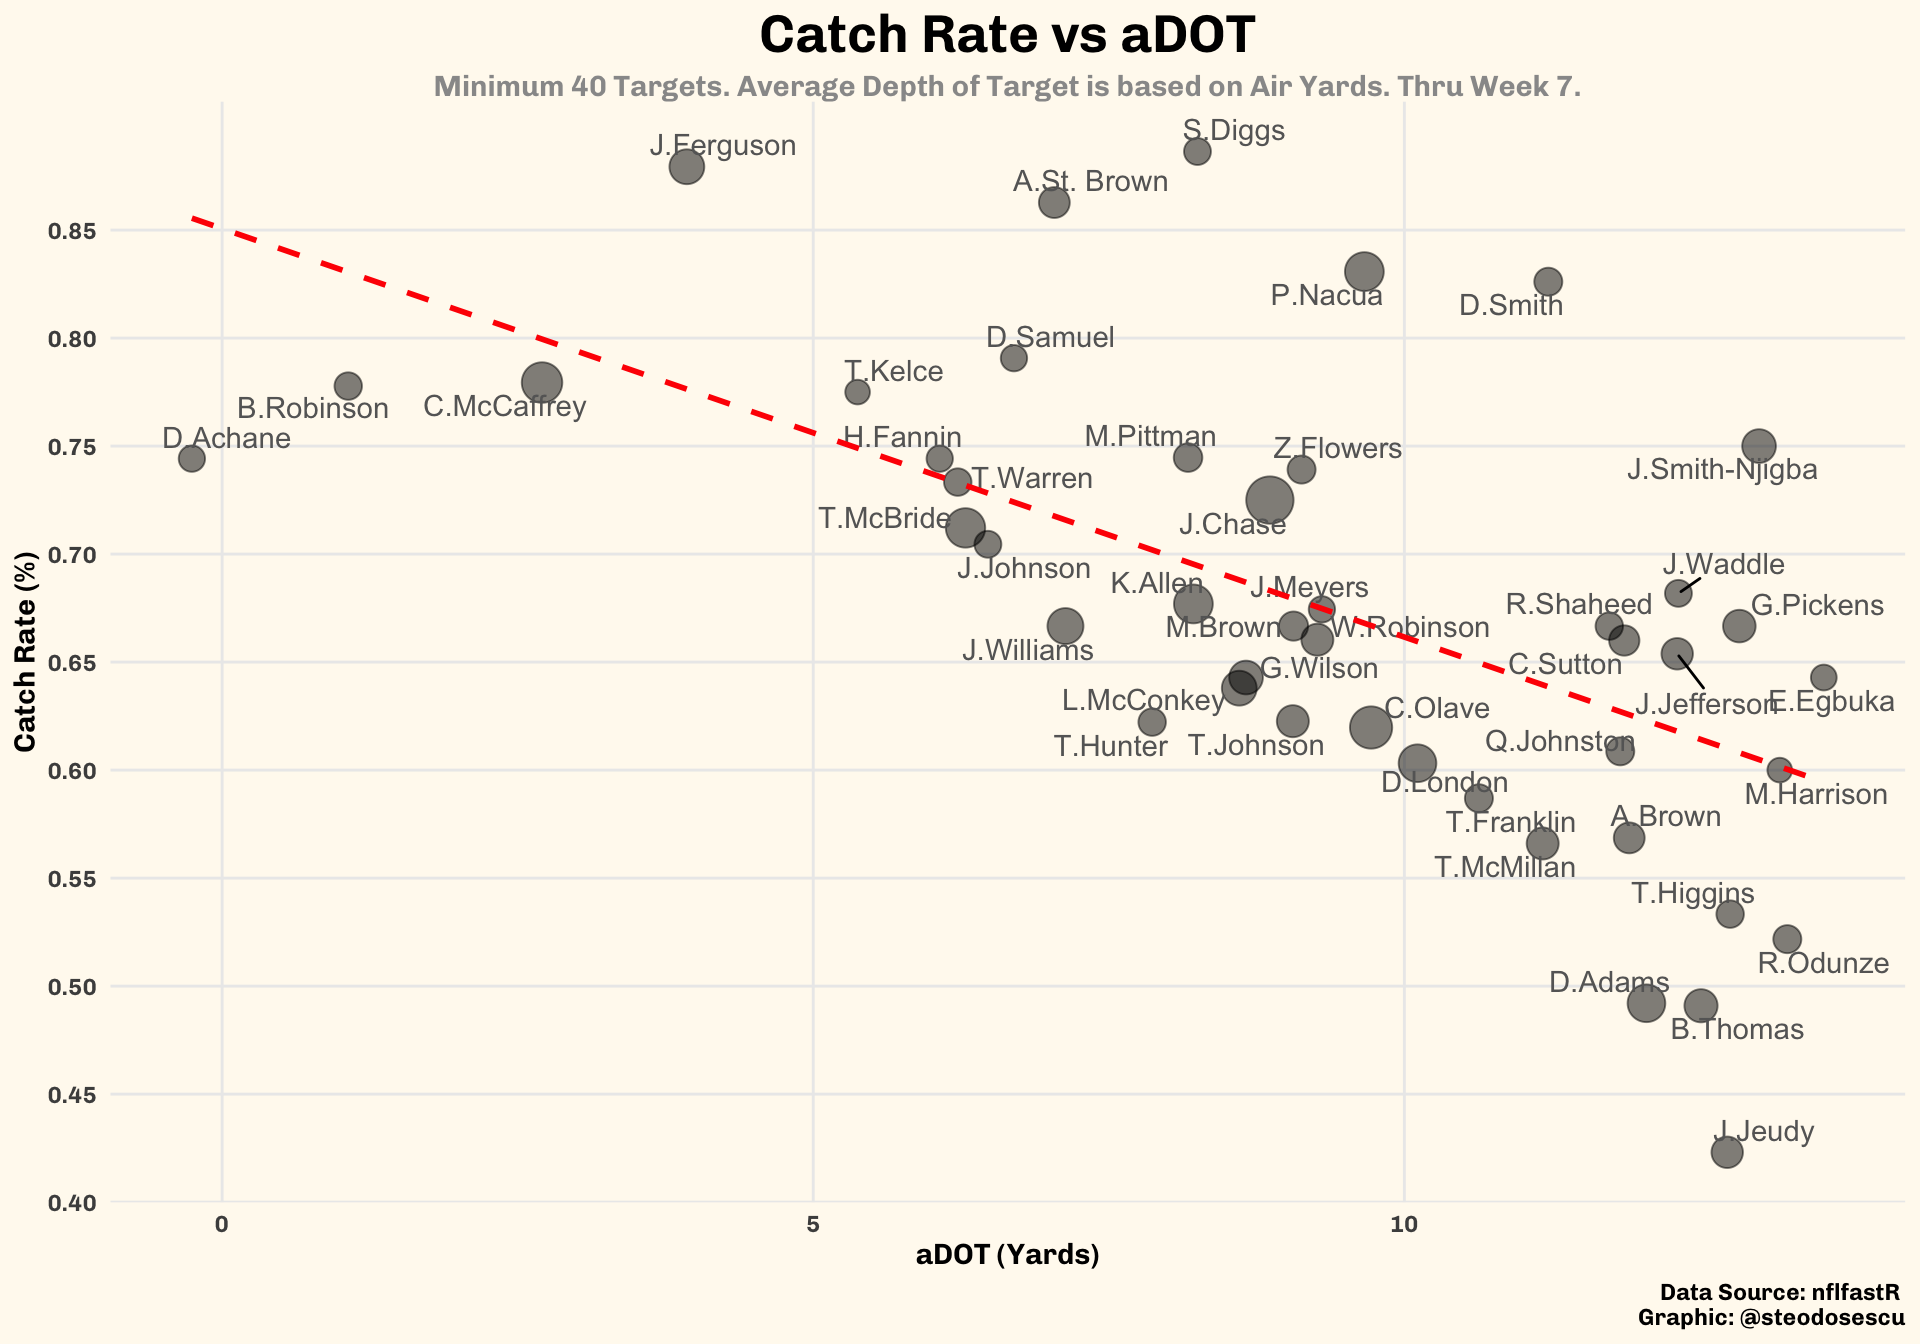 Catch Rate vs aDOT
Minimum 40 Targets. Average Depth of Target is based on Air Yards. Thru Week 7.
S.Diggs
J.Ferguson
A.St. Brown
0.85
P.Nacua
D.Smith
0.80
D.Samuel
T.Kelce
B.Robinson
C.McCaffrey
D.Achane
H.Fannin
M.Pittman
Z.Flowers
0.75
J.Smith-Njigba
T.Warren
T.McBride
J.Chase
0.70
J.Johnson
J.Waddle
K.Allen
J.Meyers
R.Shaheed
G.Pickens
M.Brown
W.Robinson
J.Williams
0.65
C.Sutton
G.Wilson
L.McConkey
J.Jefferson
E.Egbuka
C.Olave
T.Hunter
T.Johnson
Q.Johnston
0.60
D.London
M.Harrison
T.Franklin
A.Brown
T.McMillan
0.55
T.Higgins
R.Odunze
0.50
D.Adams
B.Thomas
0.45
J.Jeudy
0.40
Catch Rate (%)
0
5
10
aDOT (Yards)
Data Source: nflfastR
Graphic: @steodosescu